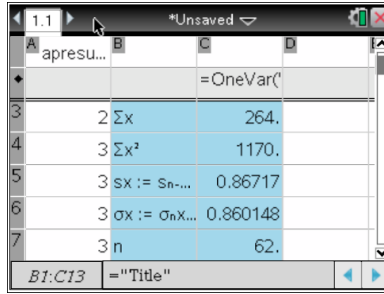 1.1 *Unsaved
A apresu... B C D
=OneVar('
3 2 Σx 264.
4 3 Σx² 1170.
5 3 sx := sn-... 0.86717
6 3 σx := σnx... 0.860148
7 3 n 62.
B1:C13 ="Title"